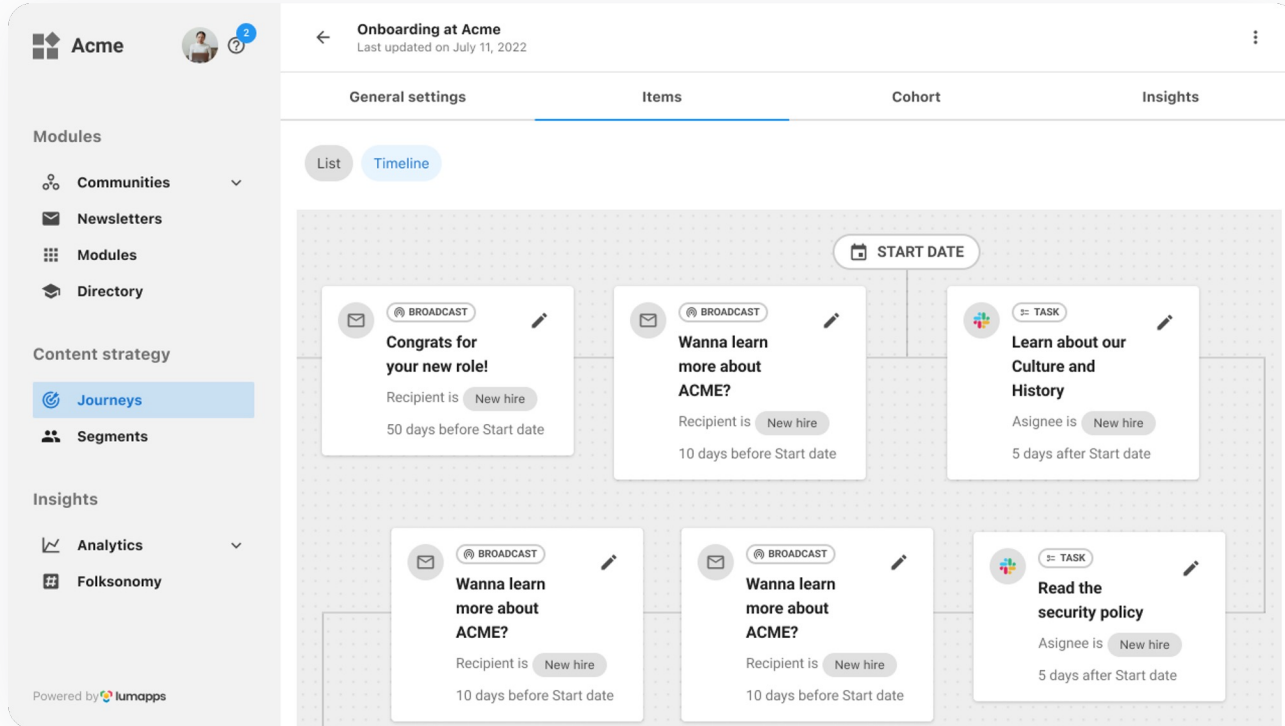 Acme
2
Modules
Communities
Newsletters
Modules
Directory
Content strategy
Journeys
Segments
Insights
Analytics
Folksonomy
Powered by lumapps
Onboarding at Acme
Last updated on July 11, 2022
General settings
Items
Cohort
Insights
List
Timeline
START DATE
BROADCAST
Congrats for
your new role!
Recipient is New hire
50 days before Start date
BROADCAST
Wanna learn
more about
ACME?
Recipient is New hire
10 days before Start date
TASK
Learn about our
Culture and
History
Asignee is New hire
5 days after Start date
BROADCAST
Wanna learn
more about
ACME?
Recipient is New hire
10 days before Start date
BROADCAST
Wanna learn
more about
ACME?
Recipient is New hire
10 days before Start date
TASK
Read the
security policy
Asignee is New hire
5 days after Start date